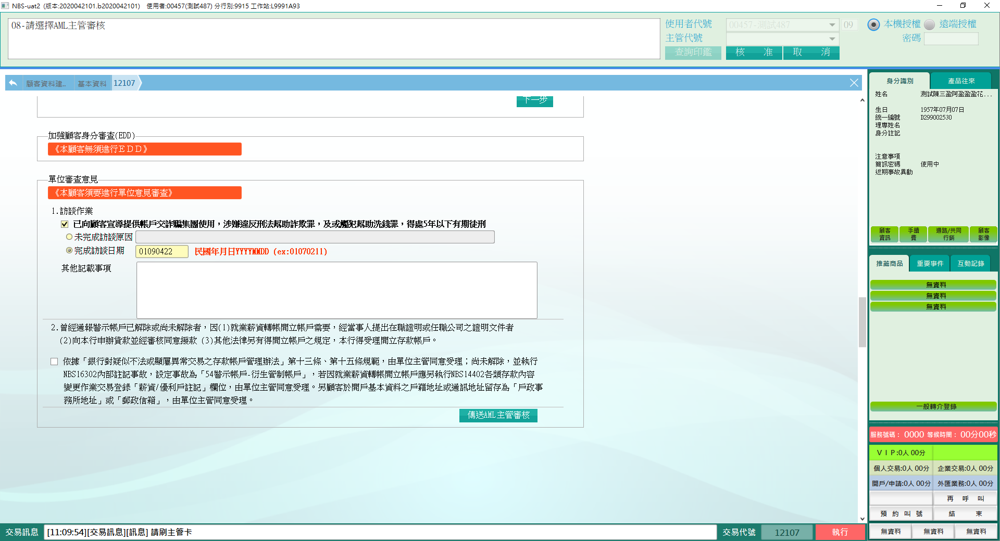 NBS-uat2 (版本:2020042101.b2020042101) 使用者:00457(測試487) 分行別:9915 工作站:L9991A93
08-請選擇AML主管審核
使用者代號 00457-測試487 09 本機授權 遠端授權
主管代號 密碼
查詢印鑑 核 准 取 消
顧客資料建.. 基本資料 12107
下一步
加強顧客身分審查(EDD)
《本顧客無須進行EDD》
單位審查意見
《本顧客須要進行單位意見審查》
1.訪談作業
已向顧客宣導提供帳戶交詐騙集團使用,涉嫌違反刑法幫助詐欺罪,及或觸犯幫助洗錢罪,得處5年以下有期徒刑
未完成訪談原因
完成訪談日期 01090422 民國年月日YYYYMMDD (ex:01070211)
其他記載事項
2.曾經通報警示帳戶已解除或尚未解除者,因(1)就業薪資轉帳開立帳戶需要,經當事人提出在職證明或任職公司之證明文件者
(2)向本行申辦貸款並經審核同意撥款 (3)其他法律另有得開立帳戶之規定,本行得受理開立存款帳戶。
依據「銀行對疑似不法或顯屬異常交易之存款帳戶管理辦法」第十三條、第十五條規範,由單位主管同意受理;尚未解除,並執行
NBS16302內部註記事故,設定事故為「54警示帳戶-衍生管制帳戶」,若因就業薪資轉帳開立帳戶應另執行NBS14402各類存款內容
變更作業交易登錄「薪資/優利戶註記」欄位,由單位主管同意受理。另顧客於開戶基本資料之戶籍地址或通訊地址留存為「戶政事
務所地址」或「郵政信箱」,由單位主管同意受理。
傳送AML主管審核
身分識別 產品往來
姓名 測試陳三盈阿盈盈盈花...
生日 1957年07月07日
統一編號 D299002530
理專姓名
身分註記
注意事項
簡訊密碼 使用中
近期事故異動
顧客資訊 手續費 通路/共同行銷 顧客影像
推薦商品 重要事件 互動記錄
無資料
無資料
無資料
一般轉介登錄
服務號碼: 0000 等候時間: 00分00秒
VIP:0人 00分
個人交易:0人 00分 企業交易:0人 00分
開戶/申請:0人 00分 外匯業務:0人 00分
再 呼 叫
預 約 叫 號 結 束
無資料 無資料 無資料
交易訊息 [11:09:54][交易訊息][訊息] 請刷主管卡 交易代號 12107 執行